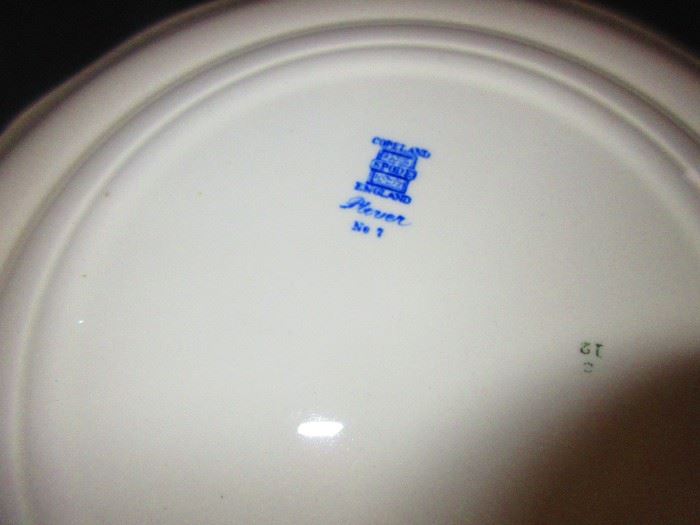 COPELAND
SPODE
ENGLAND
Plover
No 7
12